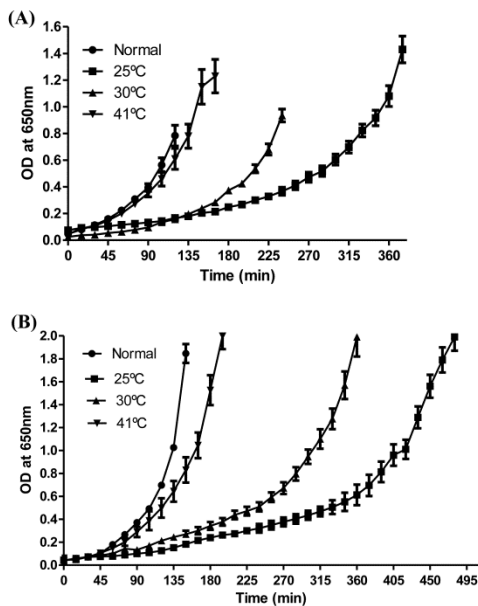 (A)
1.6
1.4
1.2
1.0
0.8
0.6
0.4
0.2
0.0
OD at 650nm
Normal
25ºC
30ºC
41ºC
0 45 90 135 180 225 270 315 360
Time (min)
(B)
2.0
1.8
1.6
1.4
1.2
1.0
0.8
0.6
0.4
0.2
0.0
OD at 650nm
Normal
25ºC
30ºC
41ºC
0 45 90 135 180 225 270 315 360 405 450 495
Time (min)